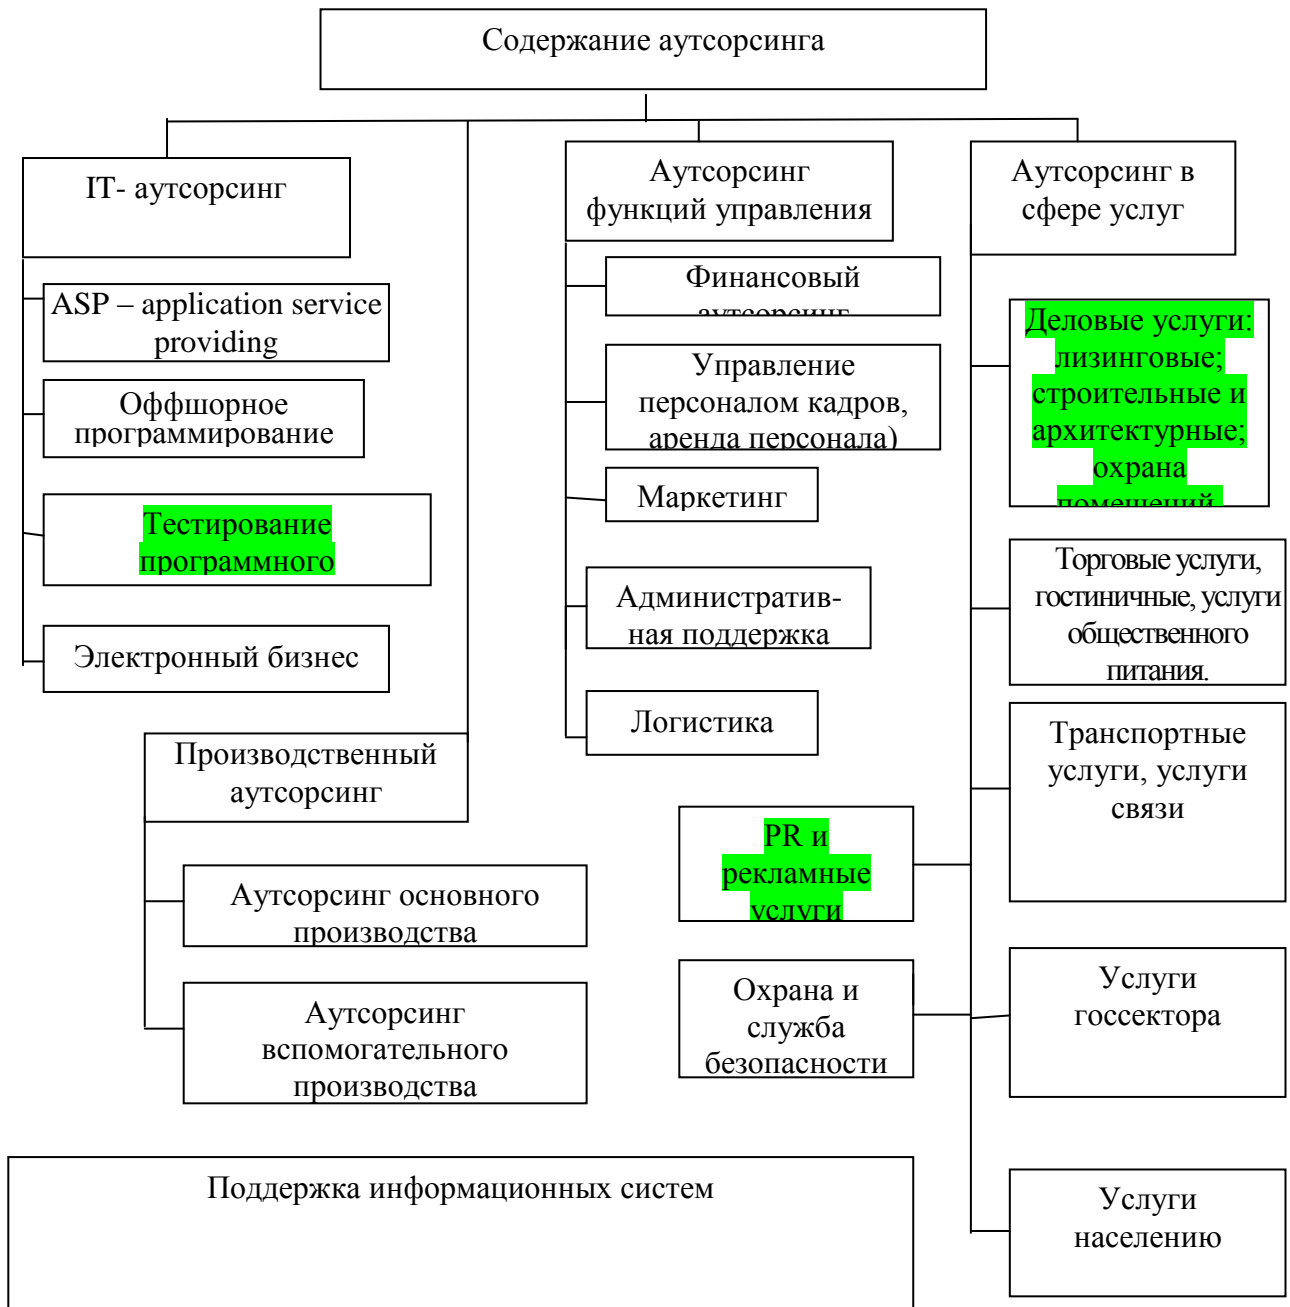 Содержание аутсорсинга
IT- аутсорсинг
ASP – application service
providing
Оффшорное
программирование
Тестирование
программного
Электронный бизнес
Производственный
аутсорсинг
Аутсорсинг основного
производства
Аутсорсинг
вспомогательного
производства
Аутсорсинг
функций управления
Финансовый
аутсорсинг
Управление
персоналом кадров,
аренда персонала)
Маркетинг
Административ-
ная поддержка
Логистика
Аутсорсинг в
сфере услуг
Деловые услуги:
лизинговые;
строительные и
архитектурные;
охрана
помещений.
Торговые услуги,
гостиничные, услуги
общественного
питания.
Транспортные
услуги, услуги
связи
PR и
рекламные
услуги
Охрана и
служба
безопасности
Услуги
госсектора
Услуги
населению
Поддержка информационных систем